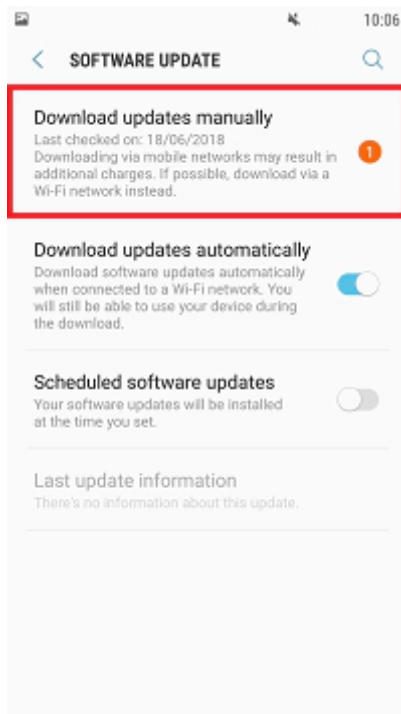 10:06
SOFTWARE UPDATE
Download updates manually
Last checked on: 18/06/2018
Downloading via mobile networks may result in
additional charges. If possible, download via a
Wi-Fi network instead.
1
Download updates automatically
Download software updates automatically
when connected to a Wi-Fi network. You
will still be able to use your device during
the download.
Scheduled software updates
Your software updates will be installed
at the time you set.
Last update information
There's no information about this update.